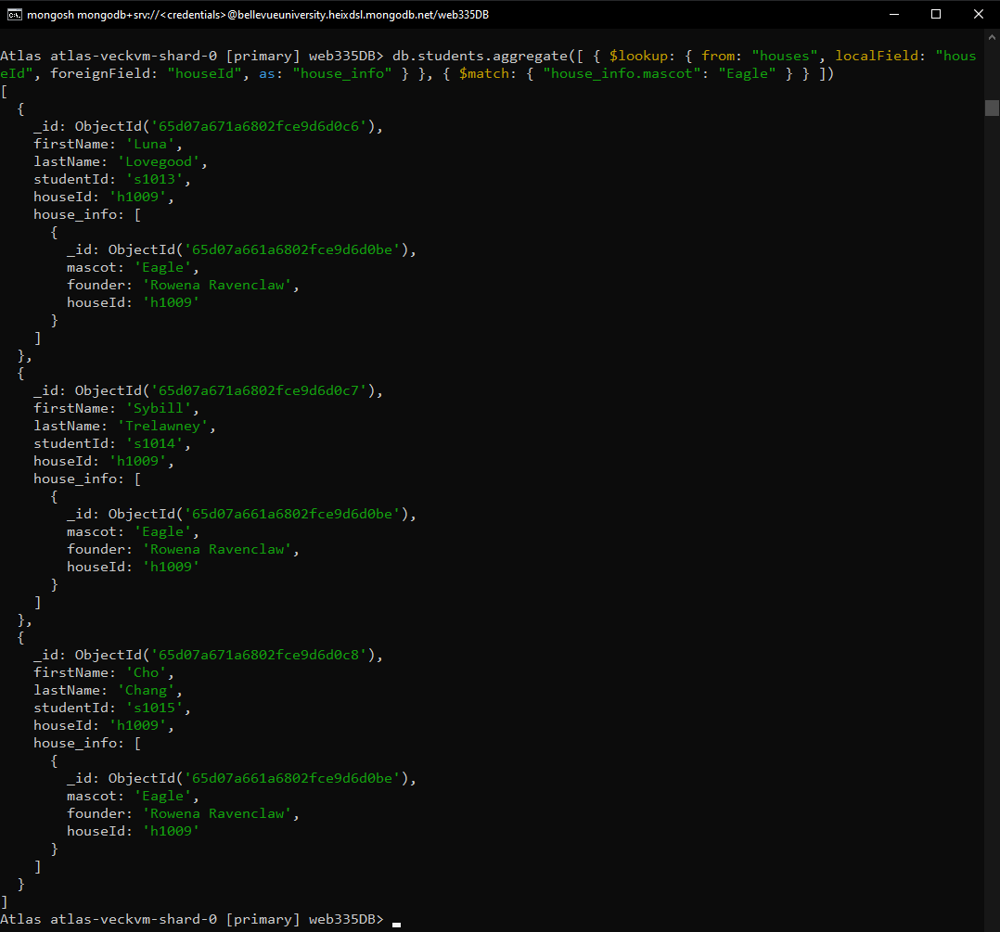 mongosh mongodb+srv://<credentials>@bellevueuniversity.heixdsl.mongodb.net/web335DB
Atlas atlas-veckvm-shard-0 [primary] web335DB> db.students.aggregate([ { $lookup: { from: "houses", localField: "hous
eId", foreignField: "houseId", as: "house_info" } }, { $match: { "house_info.mascot": "Eagle" } } ])
[
  {
    _id: ObjectId('65d07a671a6802fce9d6d0c6'),
    firstName: 'Luna',
    lastName: 'Lovegood',
    studentId: 's1013',
    houseId: 'h1009',
    house_info: [
      {
        _id: ObjectId('65d07a661a6802fce9d6d0be'),
        mascot: 'Eagle',
        founder: 'Rowena Ravenclaw',
        houseId: 'h1009'
      }
    ]
  },
  {
    _id: ObjectId('65d07a671a6802fce9d6d0c7'),
    firstName: 'Sybill',
    lastName: 'Trelawney',
    studentId: 's1014',
    houseId: 'h1009',
    house_info: [
      {
        _id: ObjectId('65d07a661a6802fce9d6d0be'),
        mascot: 'Eagle',
        founder: 'Rowena Ravenclaw',
        houseId: 'h1009'
      }
    ]
  },
  {
    _id: ObjectId('65d07a671a6802fce9d6d0c8'),
    firstName: 'Cho',
    lastName: 'Chang',
    studentId: 's1015',
    houseId: 'h1009',
    house_info: [
      {
        _id: ObjectId('65d07a661a6802fce9d6d0be'),
        mascot: 'Eagle',
        founder: 'Rowena Ravenclaw',
        houseId: 'h1009'
      }
    ]
  }
]
Atlas atlas-veckvm-shard-0 [primary] web335DB>